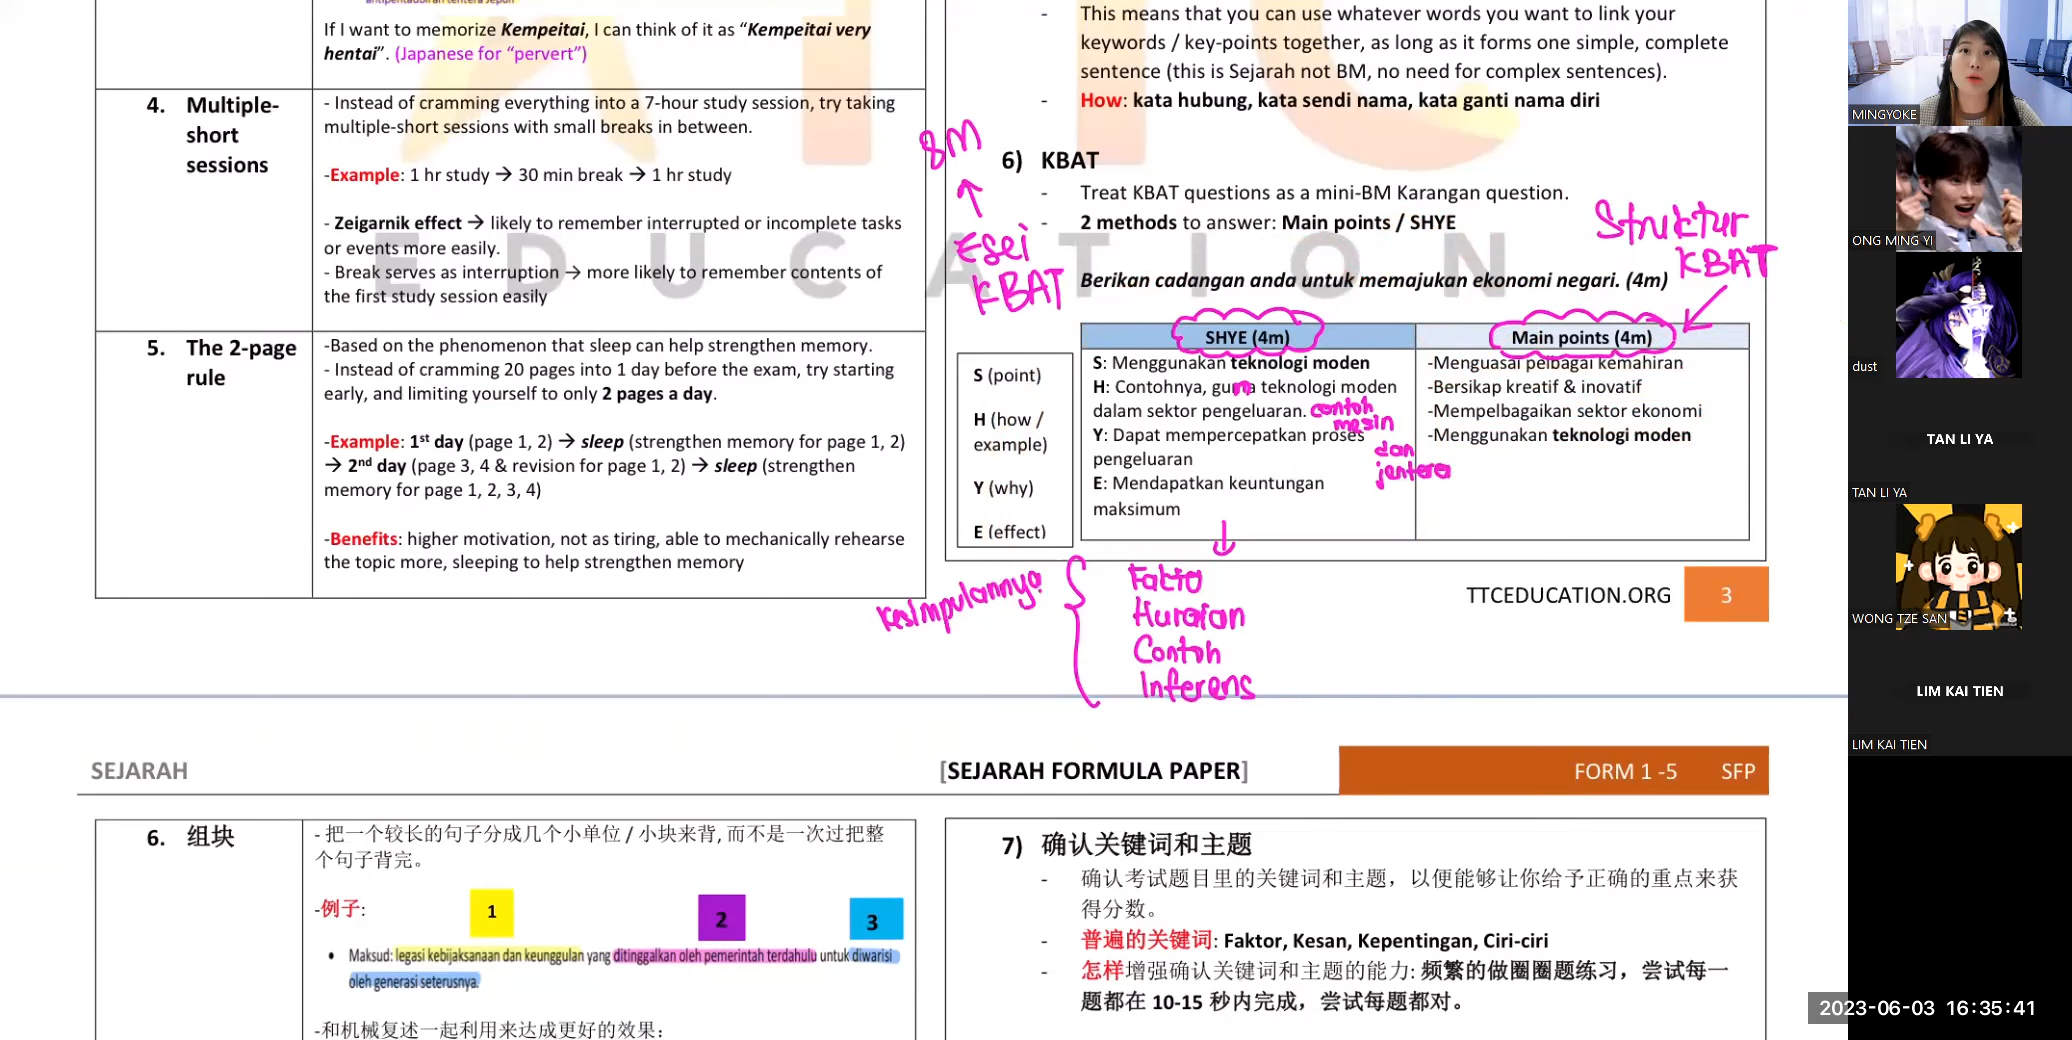 If I want to memorize Kempeitai, I can think of it as “Kempeitai very
hentai”. (Japanese for “pervert”)
4. Multiple-
short
sessions
- Instead of cramming everything into a 7-hour study session, try taking
multiple-short sessions with small breaks in between.
-Example: 1 hr study → 30 min break → 1 hr study
- Zeigarnik effect → likely to remember interrupted or incomplete tasks
or events more easily.
- Break serves as interruption → more likely to remember contents of
the first study session easily
5. The 2-page
rule
-Based on the phenomenon that sleep can help strengthen memory.
- Instead of cramming 20 pages into 1 day before the exam, try starting
early, and limiting yourself to only 2 pages a day.
-Example: 1st day (page 1, 2) → sleep (strengthen memory for page 1, 2)
→ 2nd day (page 3, 4 & revision for page 1, 2) → sleep (strengthen
memory for page 1, 2, 3, 4)
-Benefits: higher motivation, not as tiring, able to mechanically rehearse
the topic more, sleeping to help strengthen memory
EDUCATION
- This means that you can use whatever words you want to link your
keywords / key-points together, as long as it forms one simple, complete
sentence (this is Sejarah not BM, no need for complex sentences).
- How: kata hubung, kata sendi nama, kata ganti nama diri
8M
Esei
KBAT
6) KBAT
- Treat KBAT questions as a mini-BM Karangan question.
- 2 methods to answer: Main points / SHYE
Struktur
KBAT
Berikan cadangan anda untuk memajukan ekonomi negari. (4m)
S (point)
H (how /
example)
Y (why)
E (effect)
SHYE (4m)
S: Menggunakan teknologi moden
H: Contohnya, guna teknologi moden
dalam sektor pengeluaran.
Y: Dapat mempercepatkan proses
pengeluaran
E: Mendapatkan keuntungan
maksimum
n
contoh
mesin
dan
jentera
Main points (4m)
-Menguasai pelbagai kemahiran
-Bersikap kreatif & inovatif
-Mempelbagaikan sektor ekonomi
-Menggunakan teknologi moden
Kesimpulannya
Fakta
Huraian
Contoh
Inferens
TTCEDUCATION.ORG 3
SEJARAH
[SEJARAH FORMULA PAPER]
FORM 1 -5 SFP
6. 组块
- 把一个较长的句子分成几个小单位 / 小块来背, 而不是一次过把整
个句子背完。
-例子:
1
2
3
• Maksud: legasi kebijaksanaan dan keunggulan yang ditinggalkan oleh pemerintah terdahulu untuk diwarisi
oleh generasi seterusnya.
-和机械复述一起利用来达成更好的效果：
7) 确认关键词和主题
- 确认考试题目里的关键词和主题，以便能够让你给予正确的重点来获
得分数。
- 普遍的关键词: Faktor, Kesan, Kepentingan, Ciri-ciri
- 怎样增强确认关键词和主题的能力: 频繁的做圈圈题练习，尝试每一
题都在 10-15 秒内完成，尝试每题都对。
MINGYOKE
ONG MING YI
dust
TAN LI YA
TAN LI YA
WONG TZE SAN
LIM KAI TIEN
LIM KAI TIEN
2023-06-03 16:35:41